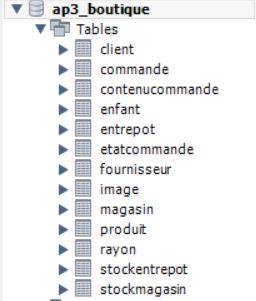 ap3_boutique
Tables
client
commande
contenucommande
enfant
entrepot
etatcommande
fournisseur
image
magasin
produit
rayon
stockentrepot
stockmagasin